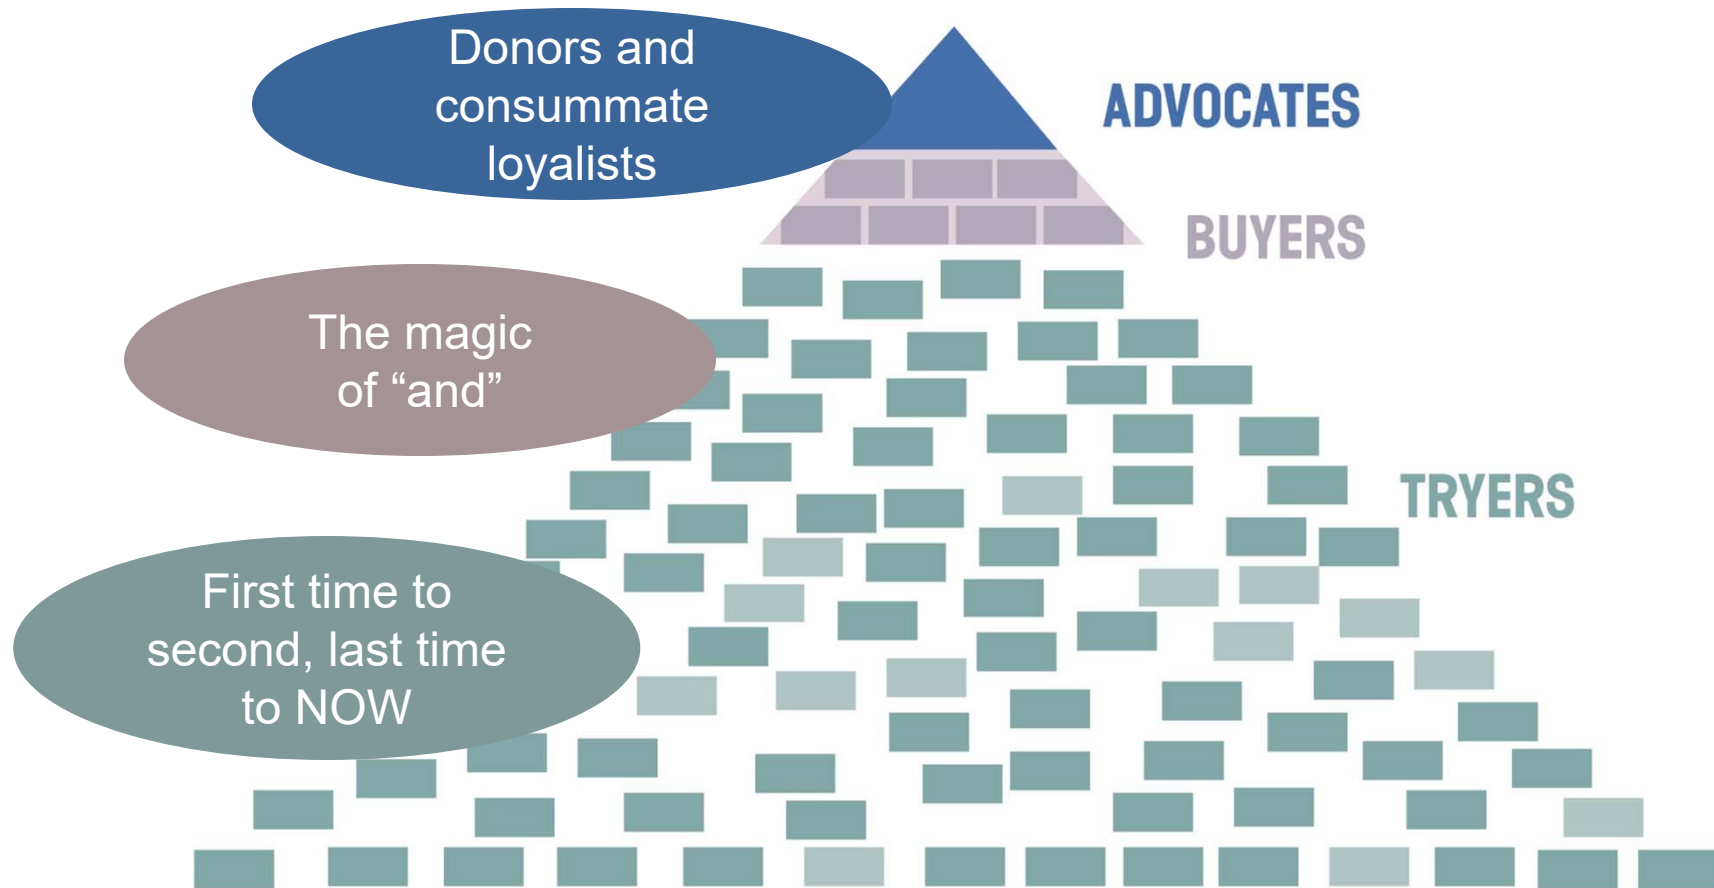 Donors and
consummate
loyalists
ADVOCATES
BUYERS
The magic
of “and”
TRYERS
First time to
second, last time
to NOW